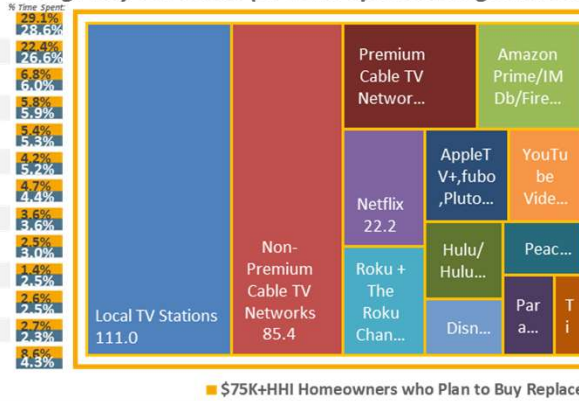 % Time Spent:
29.1%
28.6%
22.4%
26.6%
6.8%
6.0%
5.8%
5.9%
5.4%
5.3%
4.2%
5.2%
4.7%
4.4%
3.6%
3.6%
2.5%
3.0%
1.4%
2.5%
2.6%
2.5%
2.7%
2.3%
8.6%
4.3%
Local TV Stations
111.0
Non-
Premium
Cable TV
Networks
85.4
Premium
Cable TV
Networ...
Amazon
Prime/IM
Db/Fire...
Netflix
22.2
AppleT
V+,fubo
,Pluto...
YouTu
be
Vide...
Roku +
The
Roku
Chan...
Hulu/
Hulu...
Peac...
Disn...
Par
a...
T
i
$75K+HHI Homeowners who Plan to Buy Replace